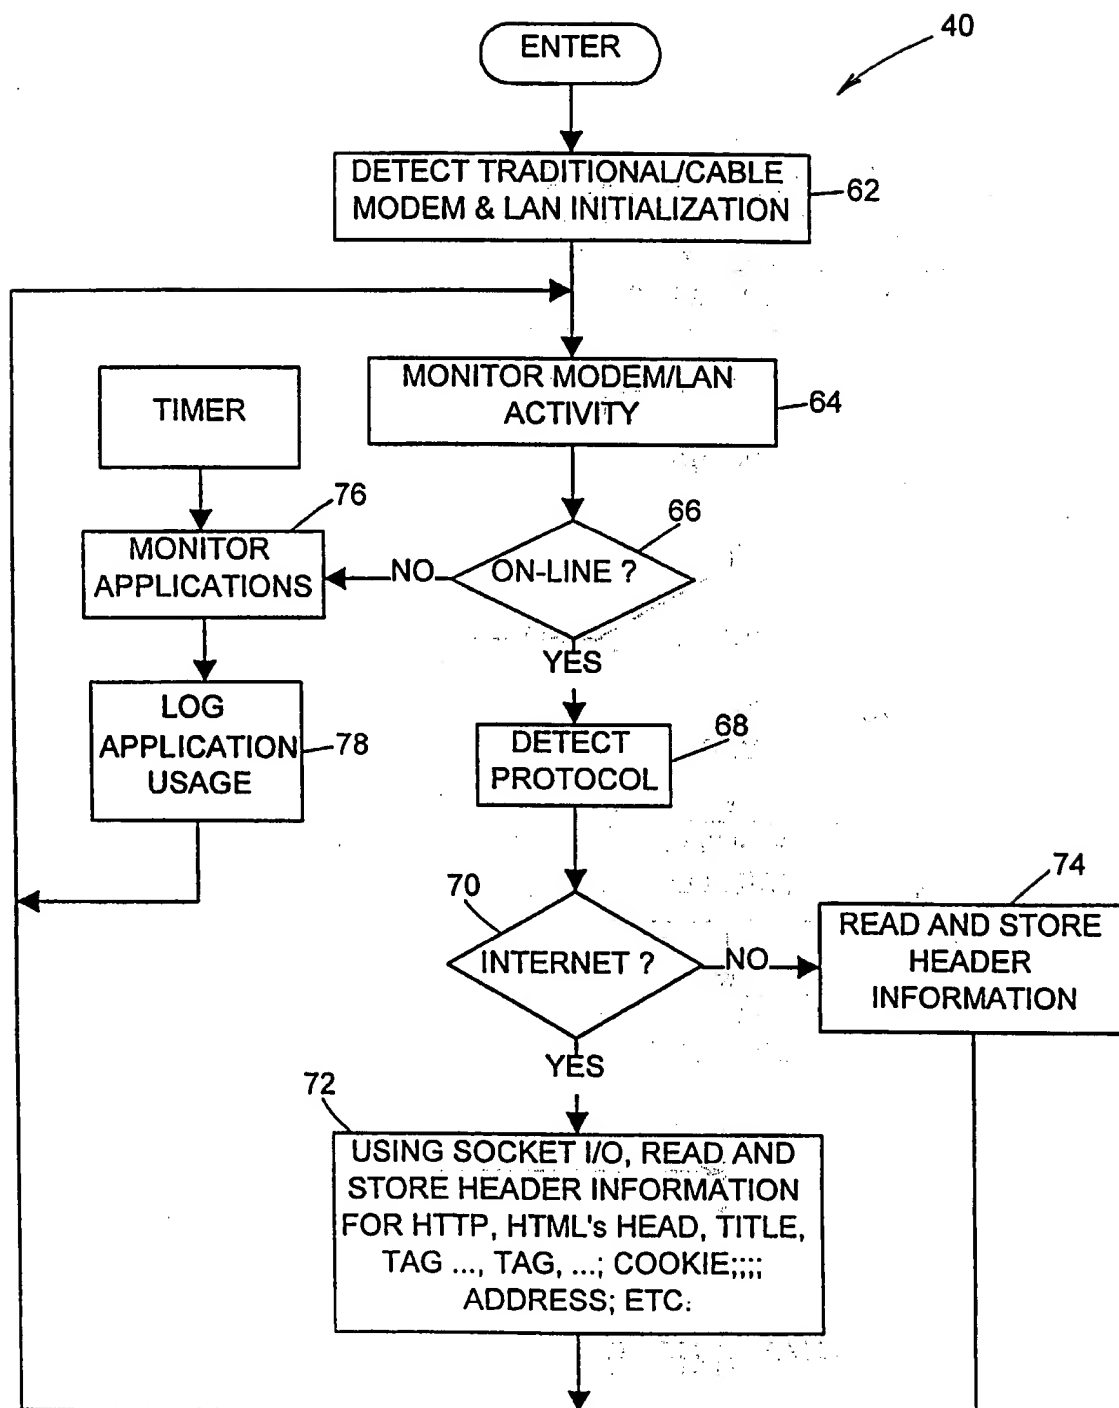 40
ENTER
DETECT TRADITIONAL/CABLE
MODEM & LAN INITIALIZATION
62
MONITOR MODEM/LAN
ACTIVITY
64
TIMER
76
MONITOR
APPLICATIONS
66
ON-LINE ?
NO
YES
LOG
APPLICATION
USAGE
78
68
DETECT
PROTOCOL
70
INTERNET ?
NO
74
READ AND STORE
HEADER
INFORMATION
YES
72
USING SOCKET I/O, READ AND
STORE HEADER INFORMATION
FOR HTTP, HTML's HEAD, TITLE,
TAG ..., TAG, ...; COOKIE;;;;
ADDRESS; ETC.